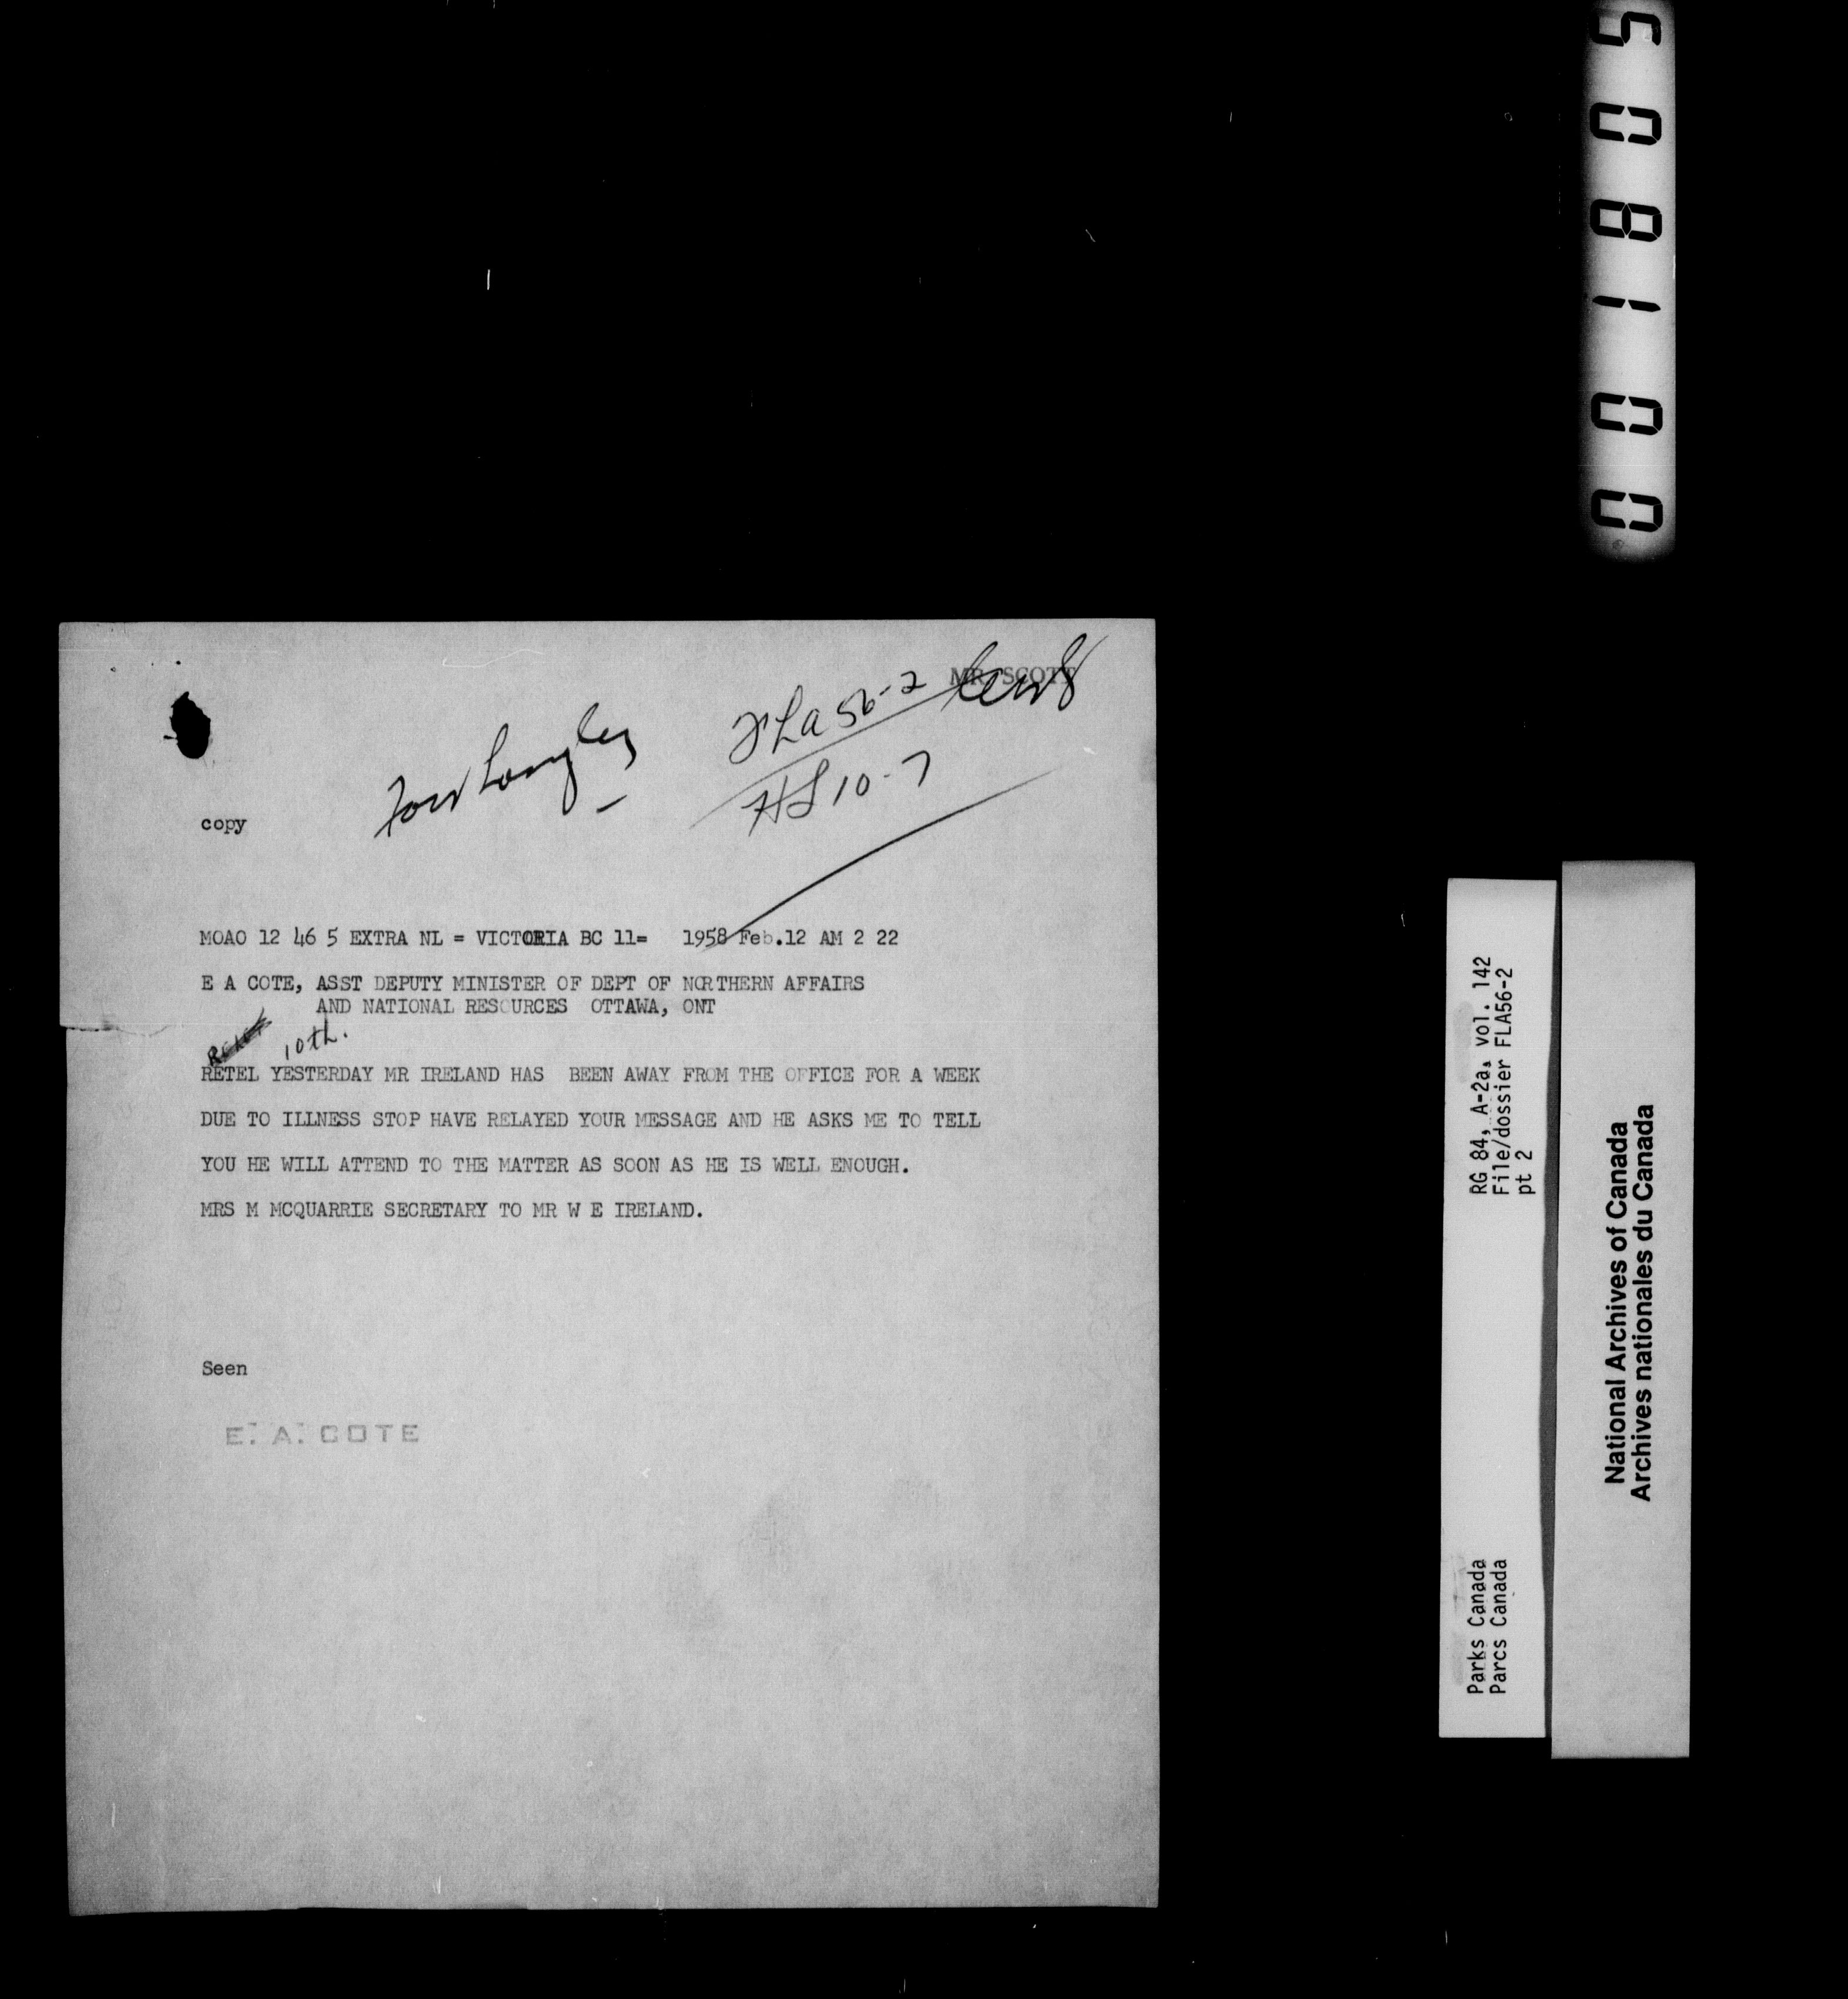 MR. SCOTT
FLA 56-2
Fort Langley
HS 10-7
copy
MOAO 12 46 5 EXTRA NL = VICTORIA BC 11= 1958 Feb.12 AM 2 22
E A COTE, ASST DEPUTY MINISTER OF DEPT OF NORTHERN AFFAIRS
AND NATIONAL RESOURCES OTTAWA, ONT
10th.
RETEL YESTERDAY MR IRELAND HAS BEEN AWAY FROM THE OFFICE FOR A WEEK
DUE TO ILLNESS STOP HAVE RELAYED YOUR MESSAGE AND HE ASKS ME TO TELL
YOU HE WILL ATTEND TO THE MATTER AS SOON AS HE IS WELL ENOUGH.
MRS M MCQUARRIE SECRETARY TO MR W E IRELAND.
Seen
E. A. COTE
001805
RG 84, A-2a, vol. 142
File/dossier FLA56-2
pt 2
Parks Canada
Parcs Canada
National Archives of Canada
Archives nationales du Canada